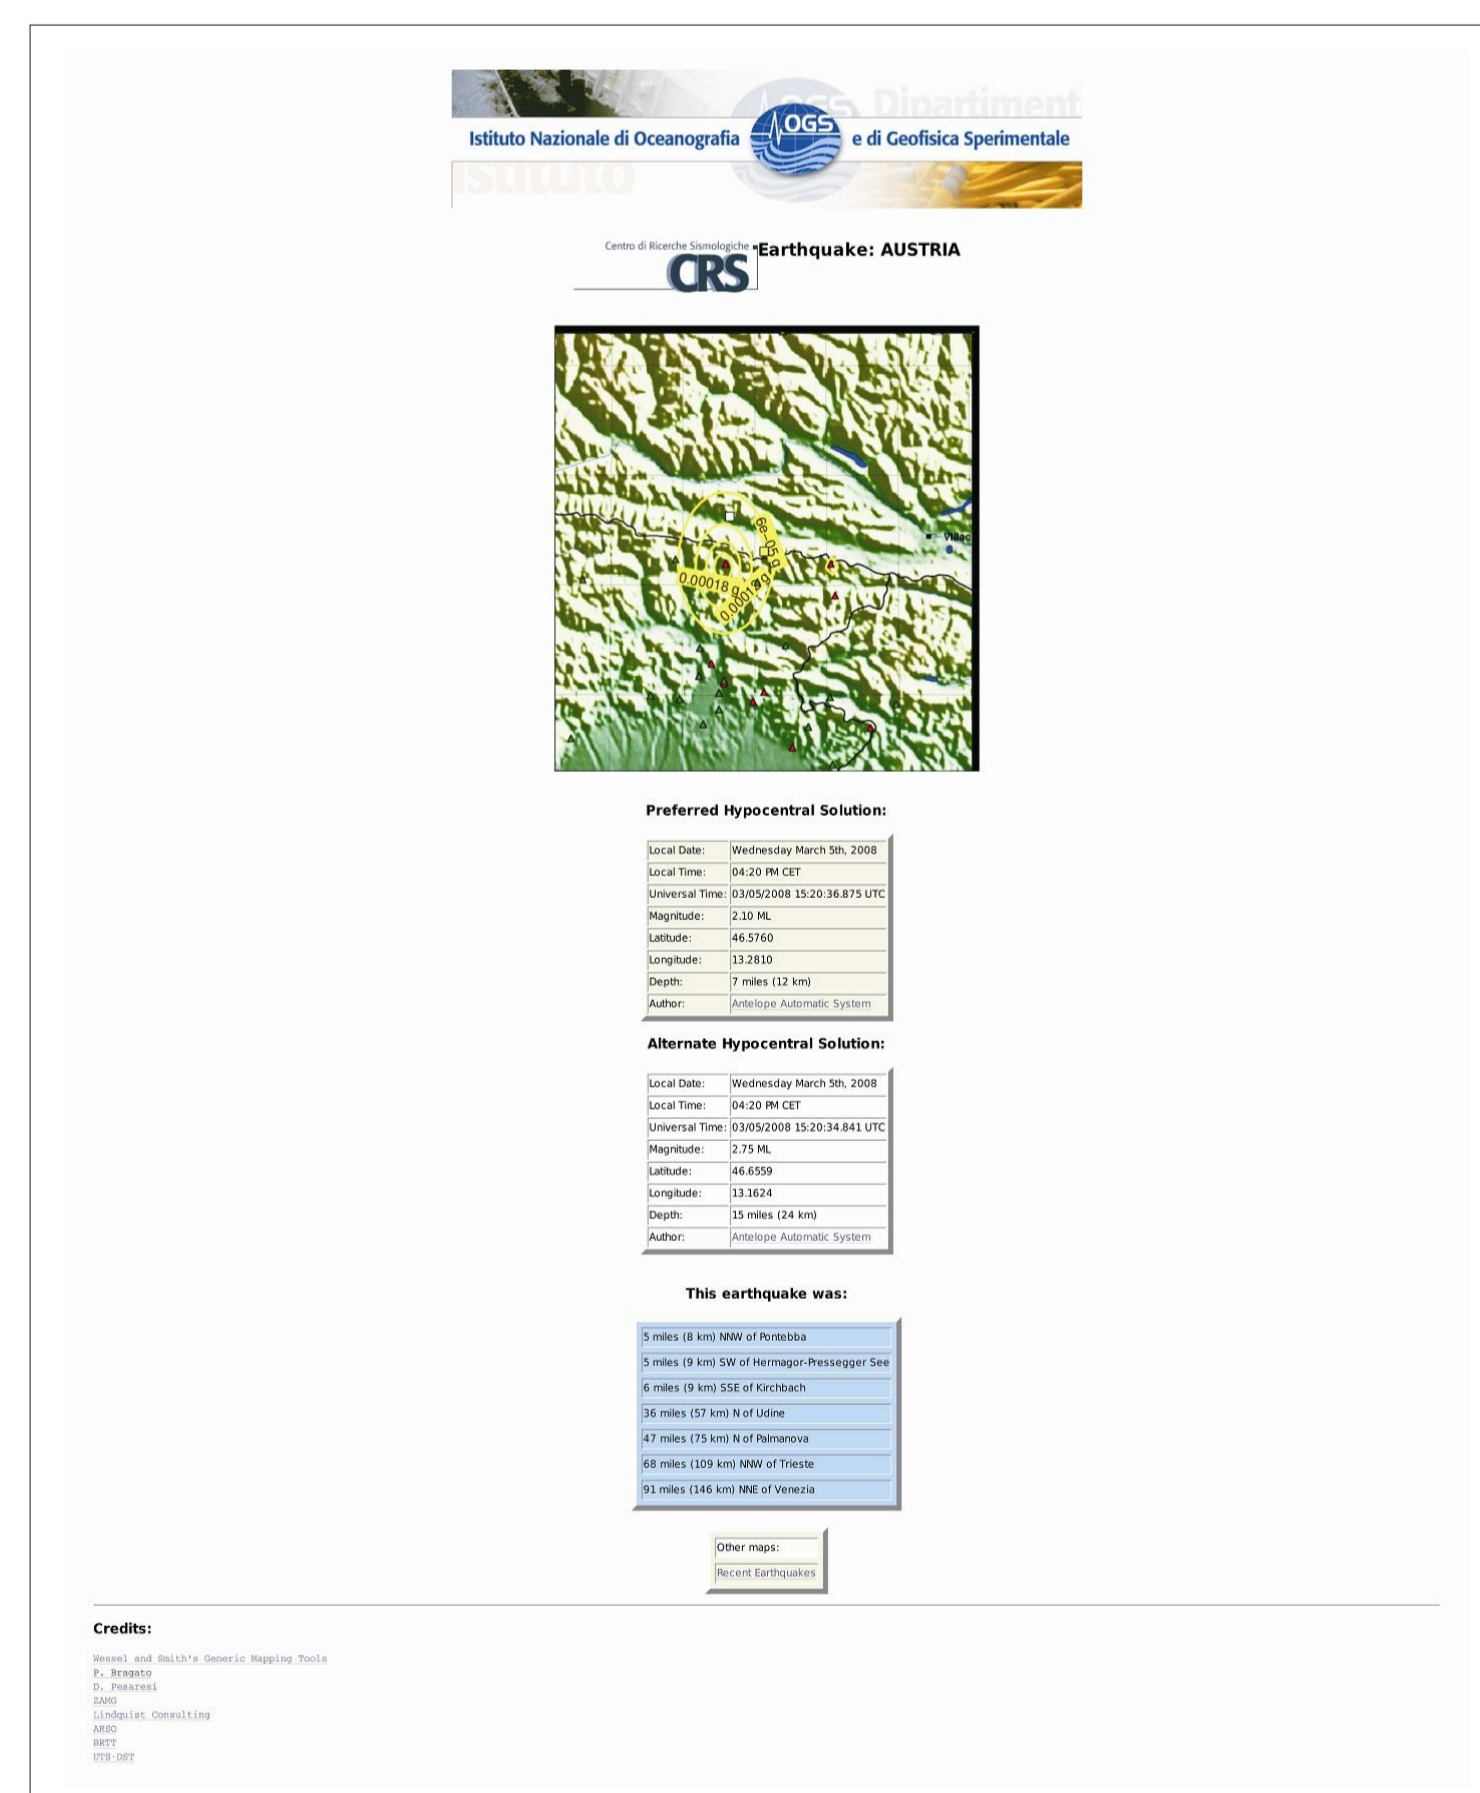 Dipartiment
Istituto Nazionale di Oceanografia OGS e di Geofisica Sperimentale
Istituto
Centro di Ricerche Sismologiche
CRS
Earthquake: AUSTRIA
6e-05 g
Villac
0.00018 g
Preferred Hypocentral Solution:
Local Date: Wednesday March 5th, 2008
Local Time: 04:20 PM CET
Universal Time: 03/05/2008 15:20:36.875 UTC
Magnitude: 2.10 ML
Latitude: 46.5760
Longitude: 13.2810
Depth: 7 miles (12 km)
Author: Antelope Automatic System
Alternate Hypocentral Solution:
Local Date: Wednesday March 5th, 2008
Local Time: 04:20 PM CET
Universal Time: 03/05/2008 15:20:34.841 UTC
Magnitude: 2.75 ML
Latitude: 46.6559
Longitude: 13.1624
Depth: 15 miles (24 km)
Author: Antelope Automatic System
This earthquake was:
5 miles (8 km) NNW of Pontebba
5 miles (9 km) SW of Hermagor-Pressegger See
6 miles (9 km) SSE of Kirchbach
36 miles (57 km) N of Udine
47 miles (75 km) N of Palmanova
68 miles (109 km) NNW of Trieste
91 miles (146 km) NNE of Venezia
Other maps:
Recent Earthquakes
Credits:
Wessel and Smith's Generic Mapping Tools
P. Bragato
D. Pesaresi
ZAMG
Lindquist Consulting
ARSO
BRTT
UTS-DST